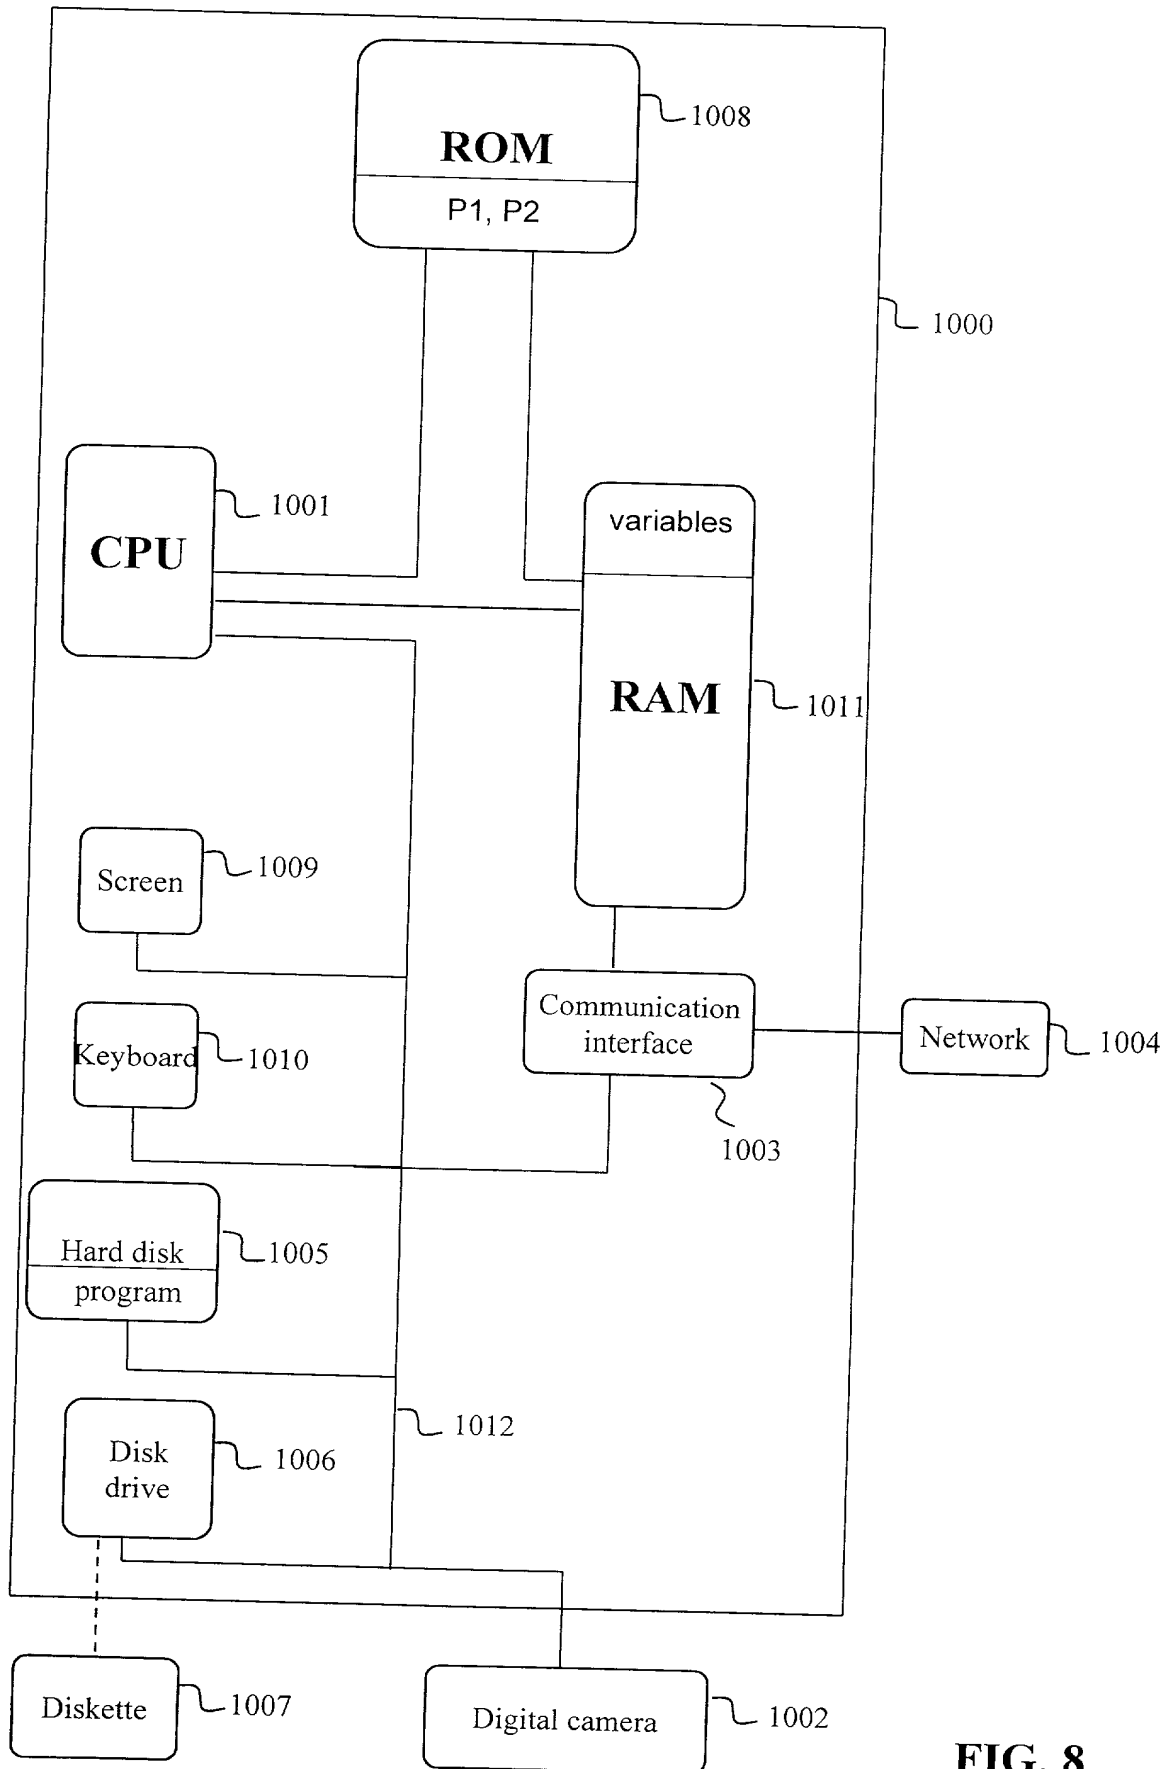 ROM
1008
P1, P2
1000
CPU
1001
variables
RAM
1011
Screen
1009
Communication
interface
1003
Network
1004
Keyboard
1010
Hard disk
program
1005
1012
Disk
drive
1006
Diskette
1007
Digital camera
1002
FIG. 8